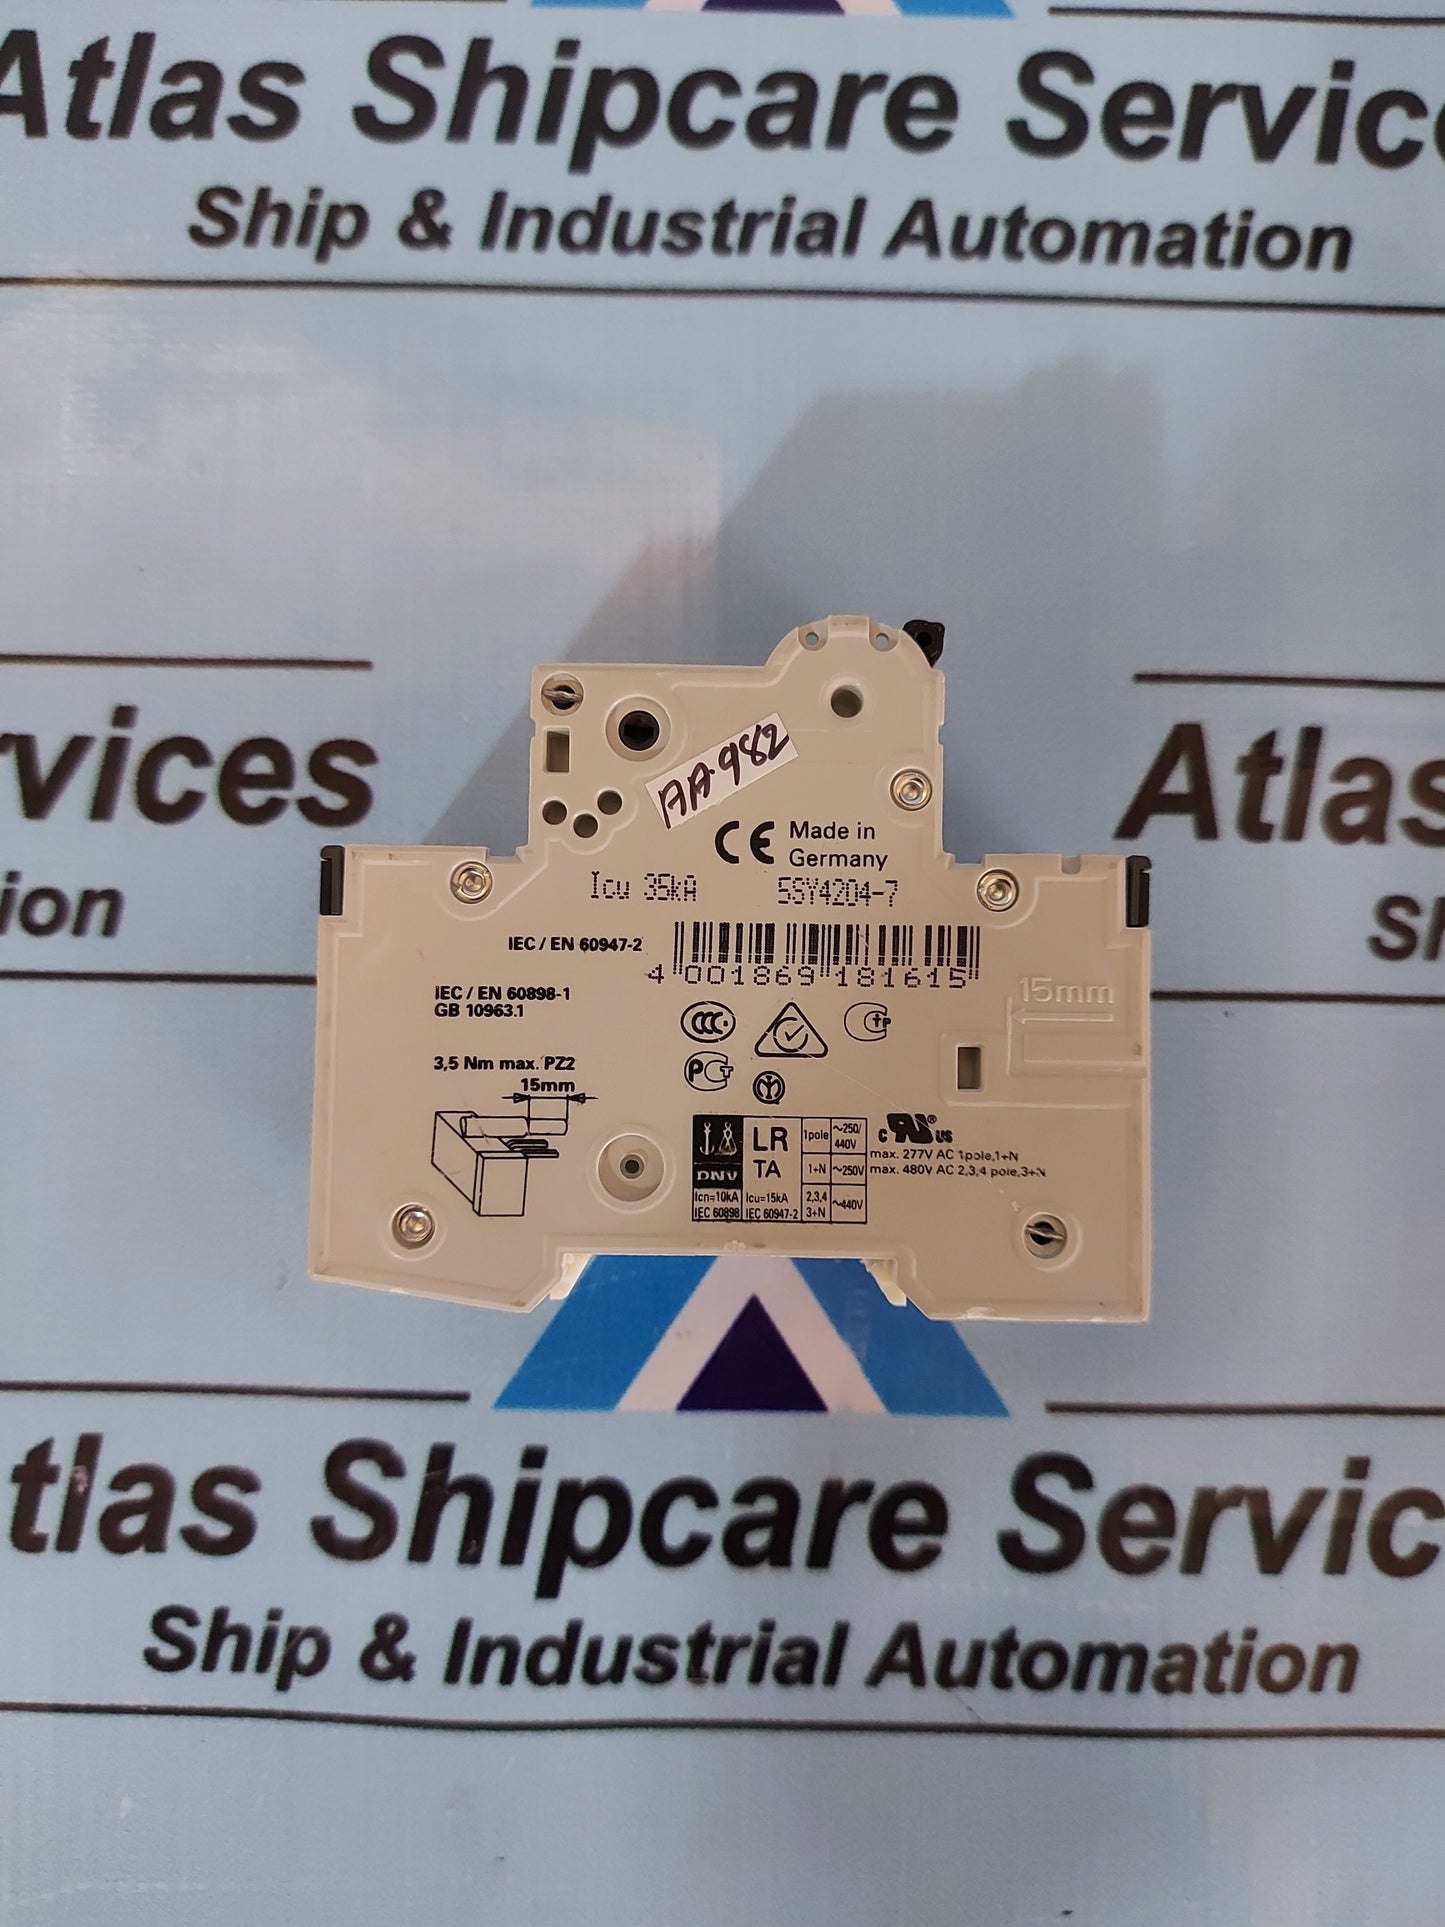 Atlas Shipcare Servic
Ship & Industrial Automation
rvices
ion
Atlas
Sh
AA-982
CE Made in
Germany
Icu 35kA 5SY4204-7
IEC / EN 60947-2
4 001869 181615
IEC / EN 60898-1
GB 10963.1
15mm
CCC
3,5 Nm max. PZ2
15mm
DNV
LR
TA
1pole ~250/
440V
1+N ~250V
2,3,4
3+N ~440V
Icn=10kA
IEC 60898
Icu=15kA
IEC 60947-2
c RU® US
max. 277V AC 1pole,1+N
max. 480V AC 2,3,4 pole,3+N
tlas Shipcare Servic
Ship & Industrial Automation